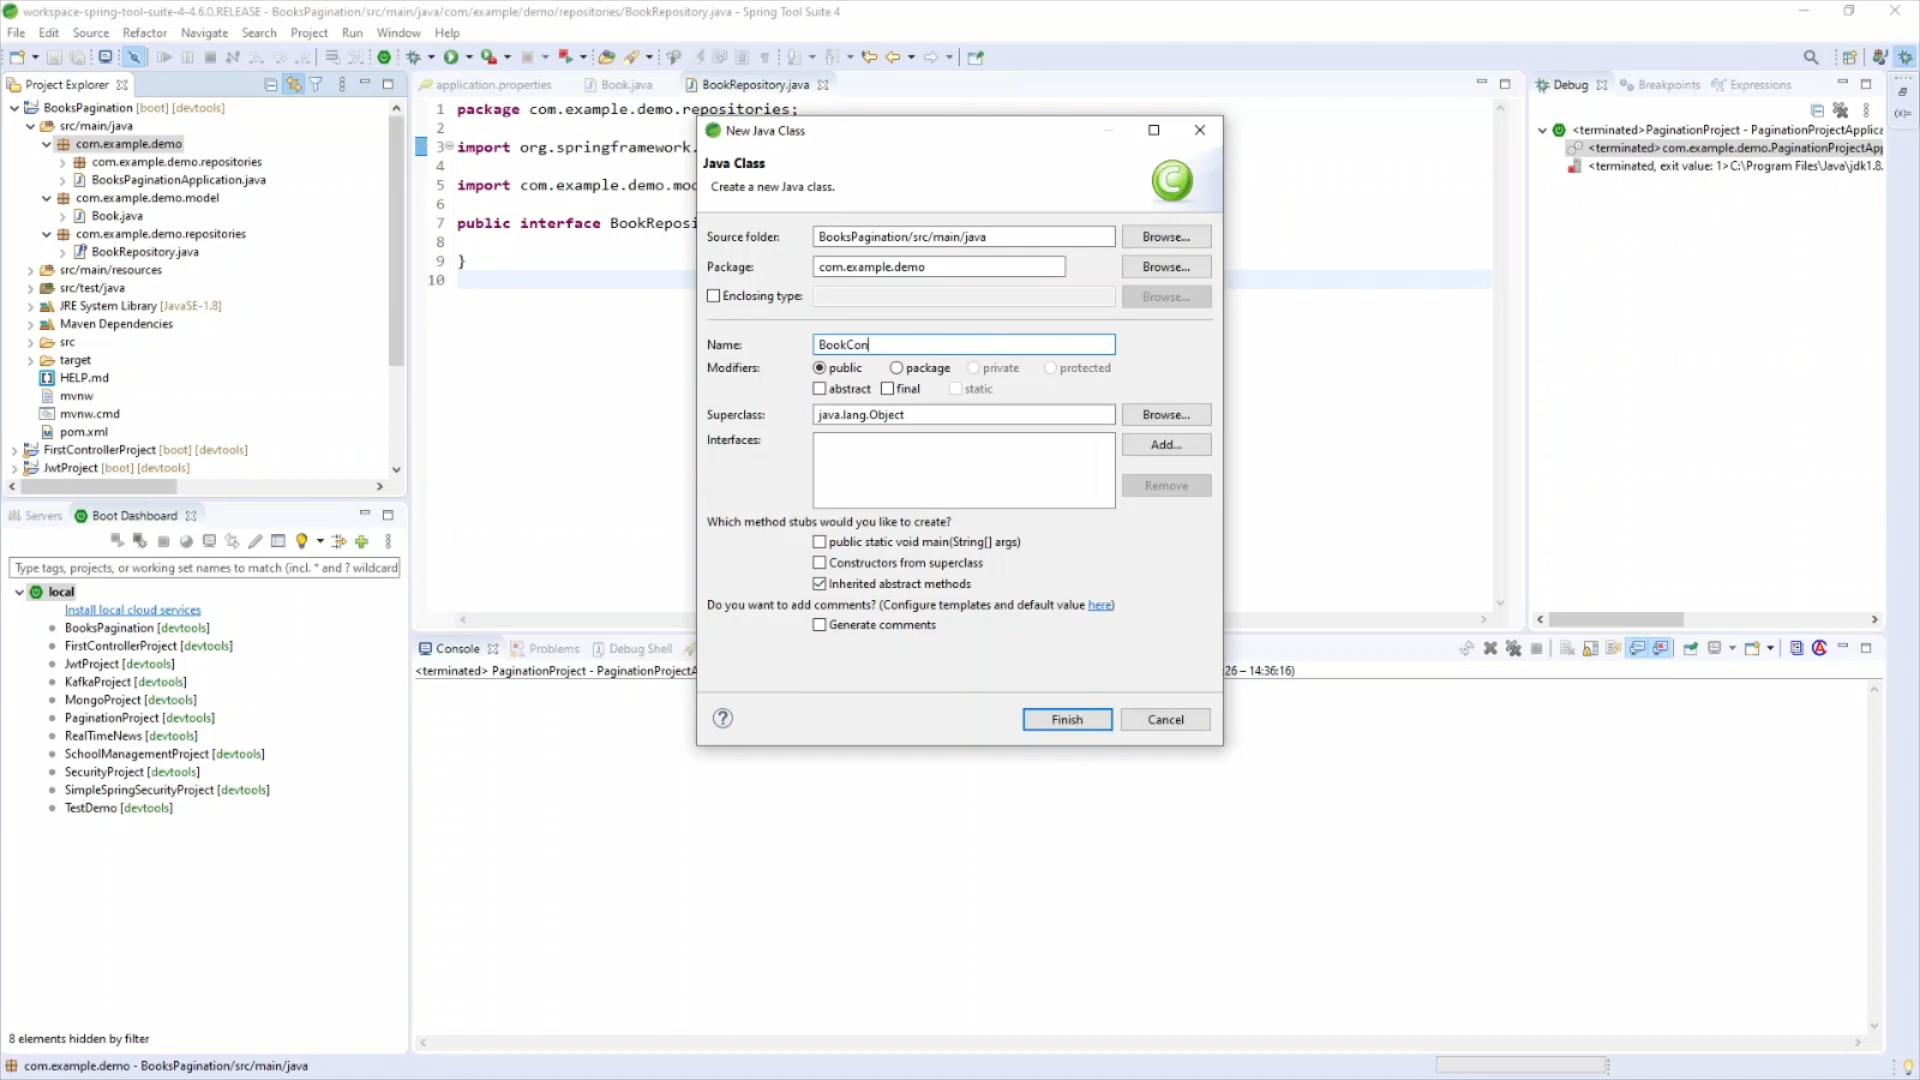 workspace-spring-tool-suite-4-4.6.0.RELEASE - BooksPagination/src/main/java/com/example/demo/repositories/BookRepository.java - Spring Tool Suite 4
File Edit Source Refactor Navigate Search Project Run Window Help
Project Explorer
BooksPagination [boot] [devtools]
src/main/java
com.example.demo
com.example.demo.repositories
BooksPaginationApplication.java
com.example.demo.model
Book.java
com.example.demo.repositories
BookRepository.java
src/main/resources
src/test/java
JRE System Library [JavaSE-1.8]
Maven Dependencies
src
target
HELP.md
mvnw
mvnw.cmd
pom.xml
FirstControllerProject [boot] [devtools]
JwtProject [boot] [devtools]
application.properties Book.java BookRepository.java
1 package com.example.demo.repositories;
2
3 import org.springframework.
4
5 import com.example.demo.mod
6
7 public interface BookReposi
8
9 }
10
New Java Class
Java Class
Create a new Java class.
Source folder: BooksPagination/src/main/java Browse...
Package: com.example.demo Browse...
Enclosing type: Browse...
Name: BookCon
Modifiers: public package private protected
abstract final static
Superclass: java.lang.Object Browse...
Interfaces: Add...
Remove
Which method stubs would you like to create?
public static void main(String[] args)
Constructors from superclass
Inherited abstract methods
Do you want to add comments? (Configure templates and default value here)
Generate comments
? Finish Cancel
Debug Breakpoints Expressions
<terminated>PaginationProject - PaginationProjectApplica
<terminated>com.example.demo.PaginationProjectApp
<terminated, exit value: 1>C:\Program Files\Java\jdk1.8.
(x)=
Servers Boot Dashboard
Type tags, projects, or working set names to match (incl. * and ? wildcard
local
Install local cloud services
BooksPagination [devtools]
FirstControllerProject [devtools]
JwtProject [devtools]
KafkaProject [devtools]
MongoProject [devtools]
PaginationProject [devtools]
RealTimeNews [devtools]
SchoolManagementProject [devtools]
SecurityProject [devtools]
SimpleSpringSecurityProject [devtools]
TestDemo [devtools]
8 elements hidden by filter
Console Problems Debug Shell
<terminated> PaginationProject - PaginationProjectA
26 – 14:36:16)
com.example.demo - BooksPagination/src/main/java